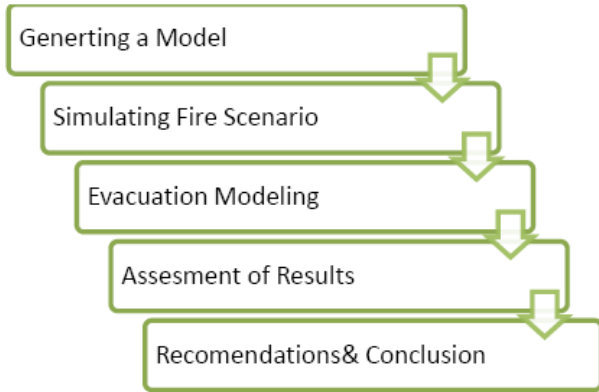 Generting a Model
Simulating Fire Scenario
Evacuation Modeling
Assesment of Results
Recomendations& Conclusion